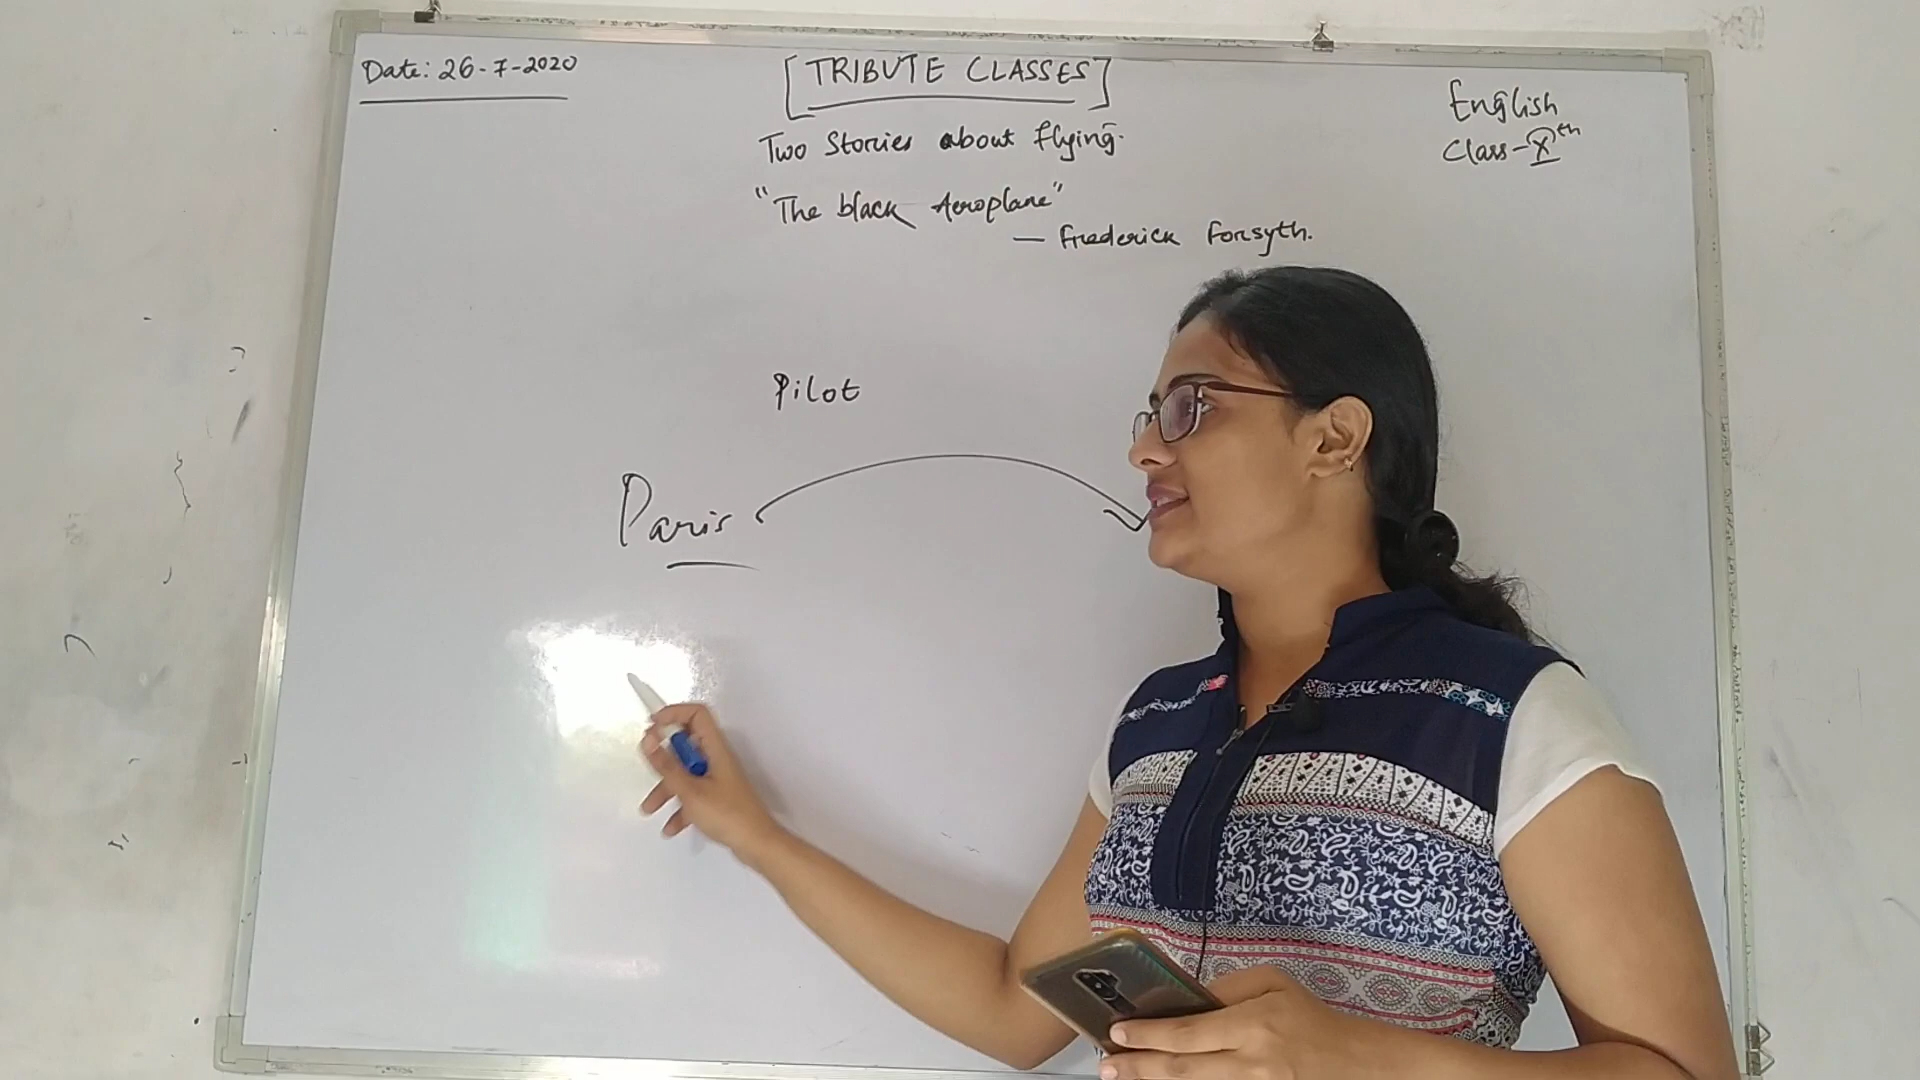 Date: 26-7-2020
[TRIBUTE CLASSES]
English
Class-Xth
Two Stories about flying.
"The black Aeroplane"
— Frederick Forsyth.
Pilot
Paris